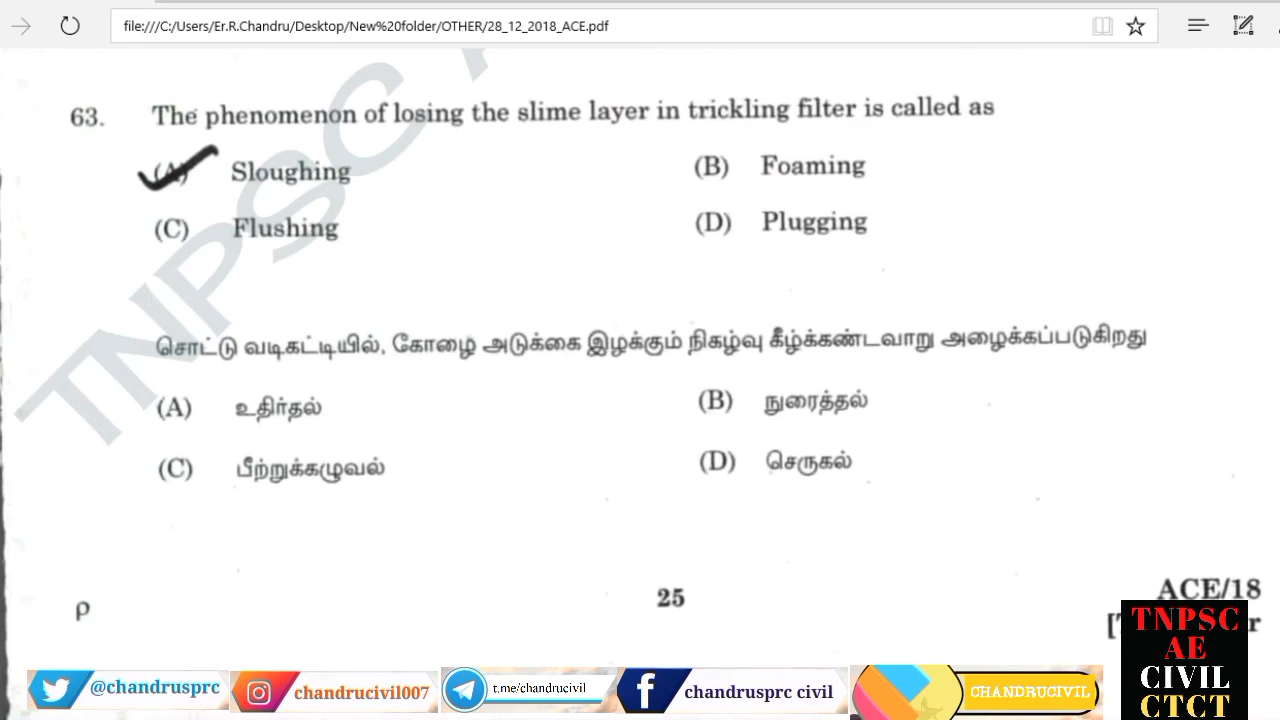 file:///C:/Users/Er.R.Chandru/Desktop/New%20folder/OTHER/28_12_2018_ACE.pdf
63. The phenomenon of losing the slime layer in trickling filter is called as
(A) Sloughing (B) Foaming
(C) Flushing (D) Plugging
சொட்டு வடிகட்டியில், கோழை அடுக்கை இழக்கும் நிகழ்வு கீழ்க்கண்டவாறு அழைக்கப்படுகிறது
(A) உதிர்தல் (B) நுரைத்தல்
(C) பீற்றுக்கழுவல் (D) செருகல்
TNPSC
ρ 25 ACE/18
[T
r
TNPSC
AE
CIVIL
CTCT
@chandrusprc chandrucivil007 t.me/chandrucivil chandrusprc civil CHANDRUCIVIL